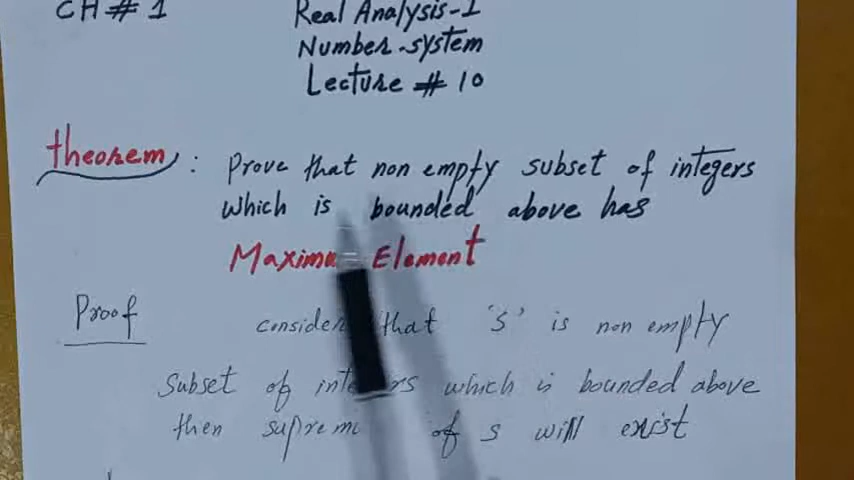 CH # 1
Real Analysis-1
Number-system
Lecture # 10
theorem : Prove that non empty subset of integers
which is bounded above has
Element
Proof consider that 'S' is non empty
Subset of which is bounded above
then of s will exist